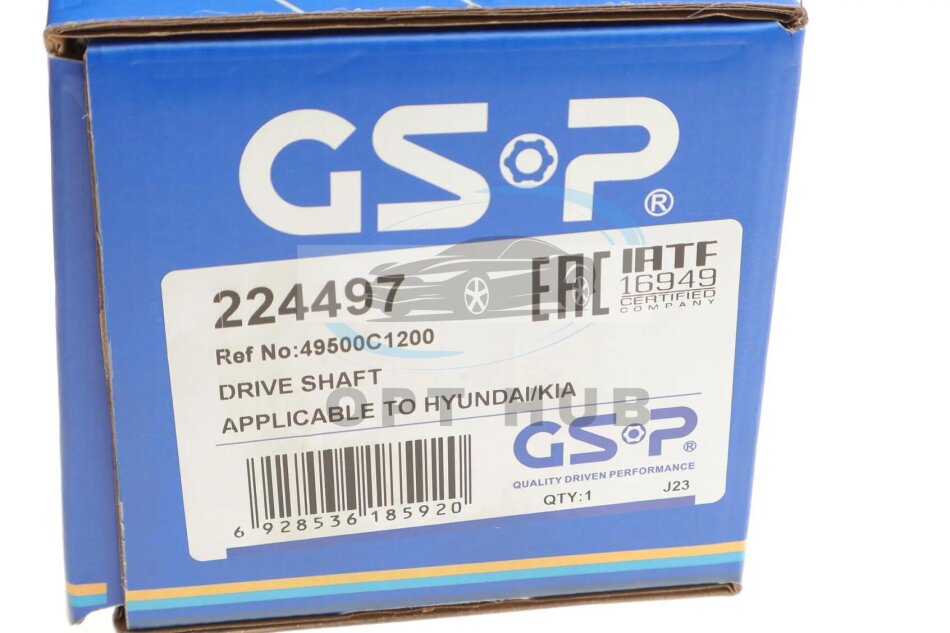 GSP®
224497
EAC
IATF
16949
CERTIFIED
COMPANY
Ref No:49500C1200
DRIVE SHAFT
APPLICABLE TO HYUNDAI/KIA
OPT HUB
GSP®
QUALITY DRIVEN PERFORMANCE
QTY:1 J23
6 928536 185920